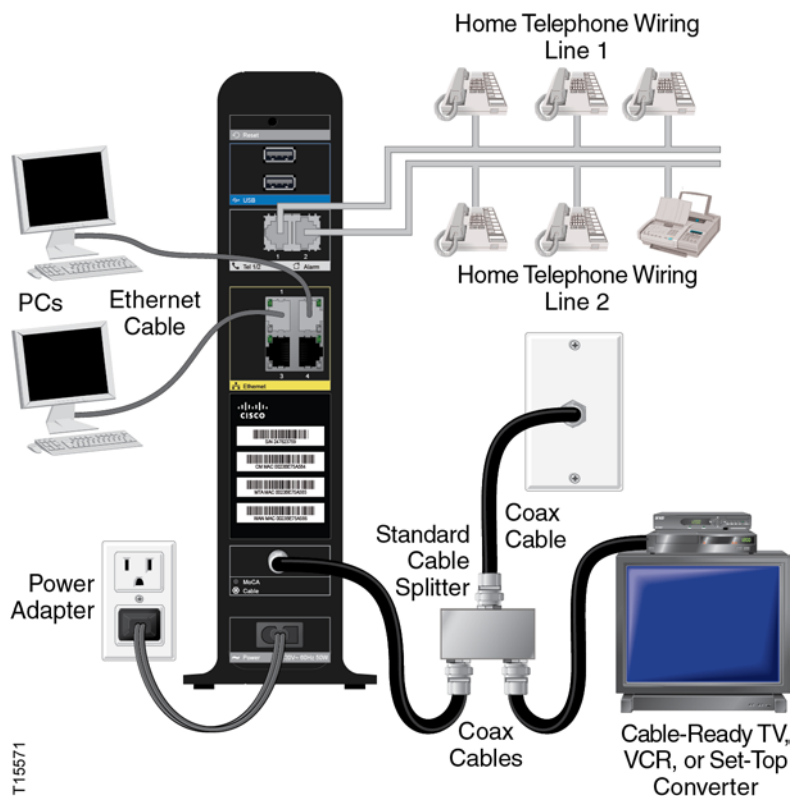 Home Telephone Wiring
Line 1
Reset
USB
1 2
Tel 1/2 Alarm
Home Telephone Wiring
Line 2
PCs
Ethernet
Cable
1
3 4
Ethernet
CISCO
Coax
Cable
Standard
Cable
Splitter
Power
Adapter
MoCA
Cable
Power
Coax
Cables
Cable-Ready TV,
VCR, or Set-Top
Converter
T15571